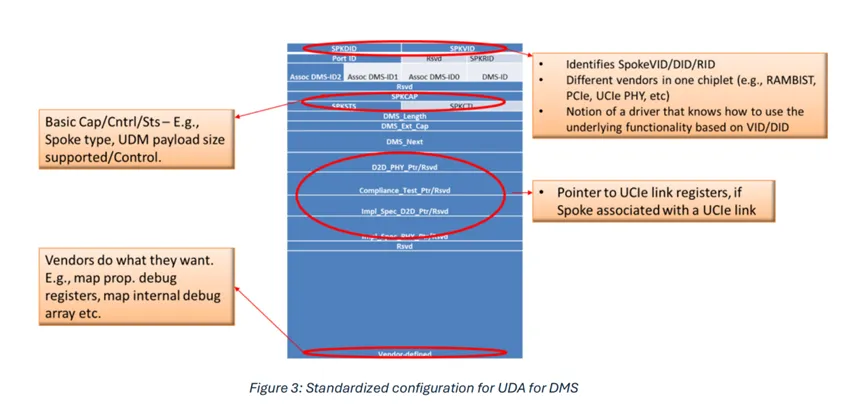 SPKDID SPKVID
Port ID Rsvd SPKRID
Assoc DMS-ID2 Assoc DMS-ID1 Assoc DMS-ID0 DMS-ID
Rsvd
SPKCAP
SPKSTS SPKCTL
DMS_Length
DMS_Ext_Cap
DMS_Next
D2D_PHY_Ptr/Rsvd
Compliance_Test_Ptr/Rsvd
Impl_Spec_D2D_Ptr/Rsvd
Impl_Spec_PHY_Ptr/Rsvd
Rsvd
Vendor-defined
• Identifies SpokeVID/DID/RID
• Different vendors in one chiplet (e.g., RAMBIST,
PCIe, UCIe PHY, etc)
• Notion of a driver that knows how to use the
underlying functionality based on VID/DID
Basic Cap/Cntrl/Sts – E.g.,
Spoke type, UDM payload size
supported/Control.
• Pointer to UCIe link registers, if
Spoke associated with a UCIe link
Vendors do what they want.
E.g., map prop. debug
registers, map internal debug
array etc.
Figure 3: Standardized configuration for UDA for DMS